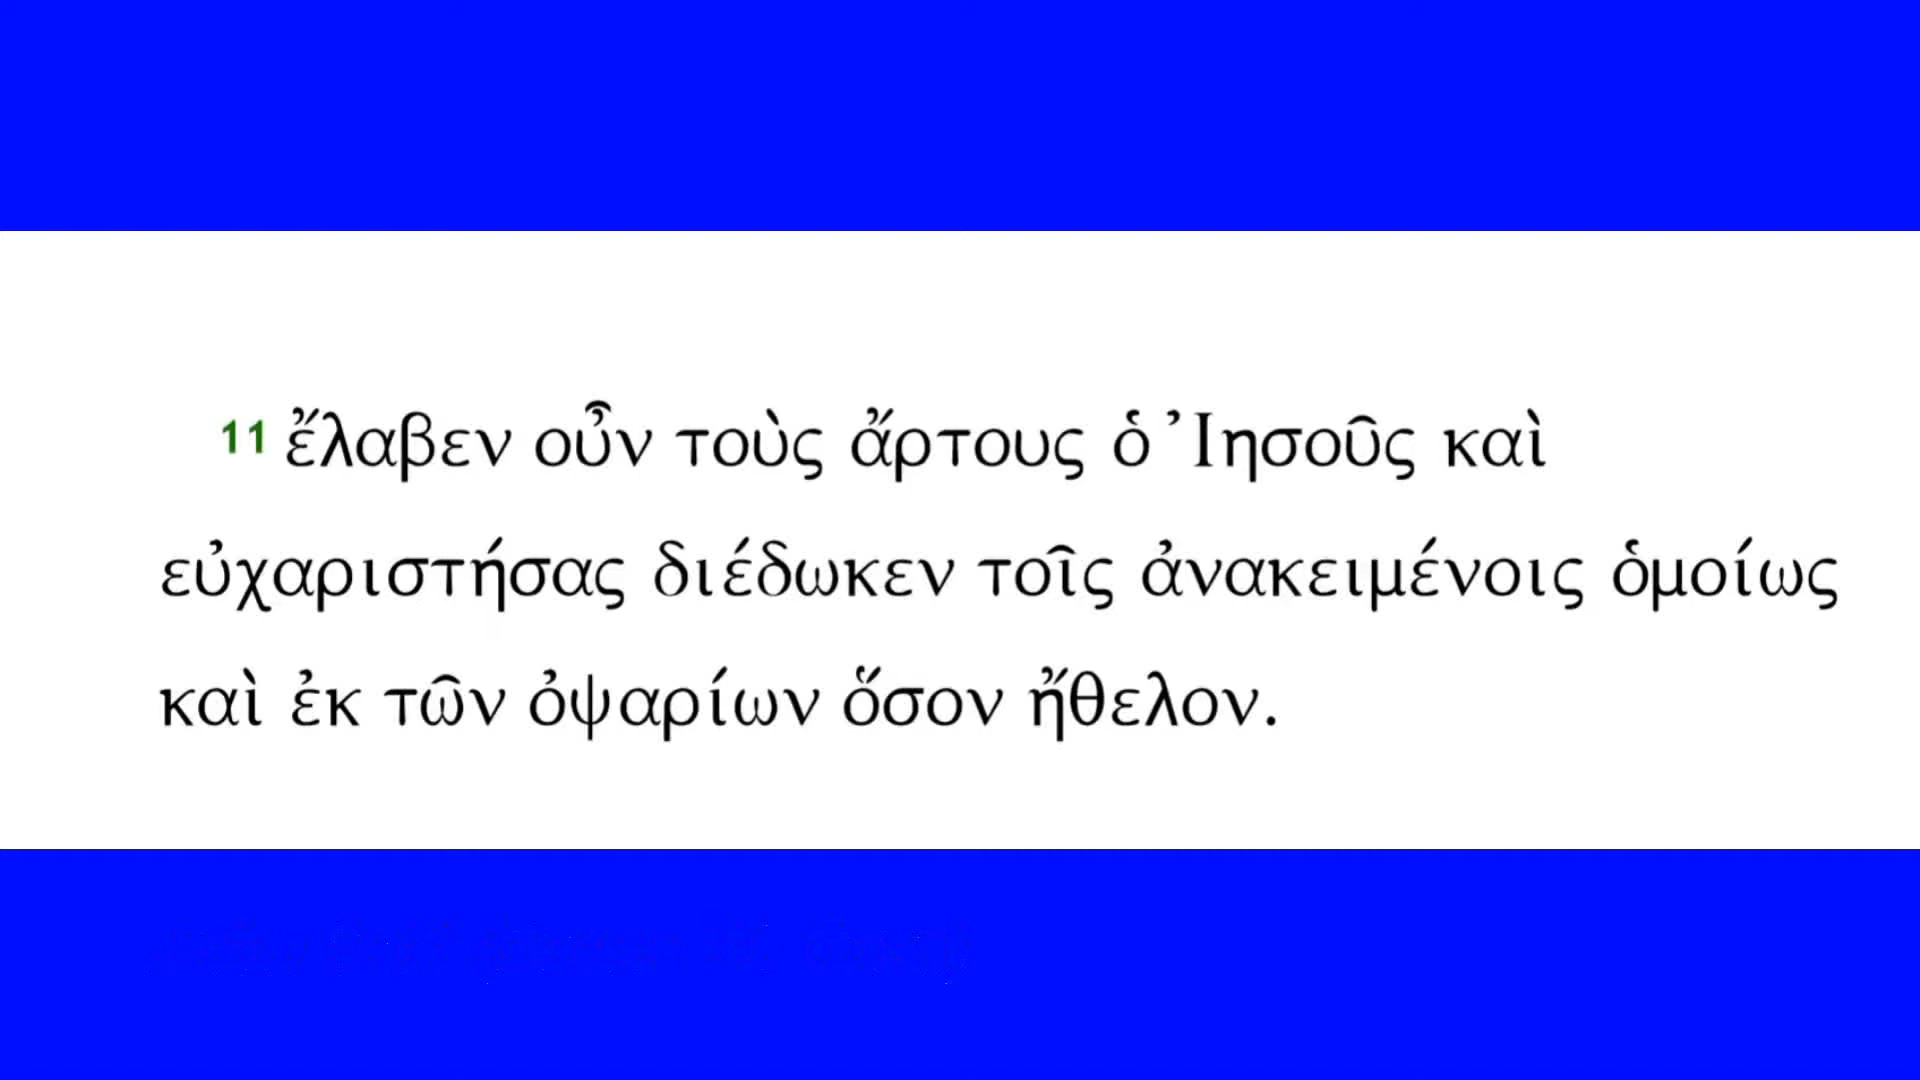 11 ἔλαβεν οὖν τοὺς ἄρτους ὁ Ἰησοῦς καὶ
εὐχαριστήσας διέδωκεν τοῖς ἀνακειμένοις ὁμοίως
καὶ ἐκ τῶν ὀψαρίων ὅσον ἤθελον.